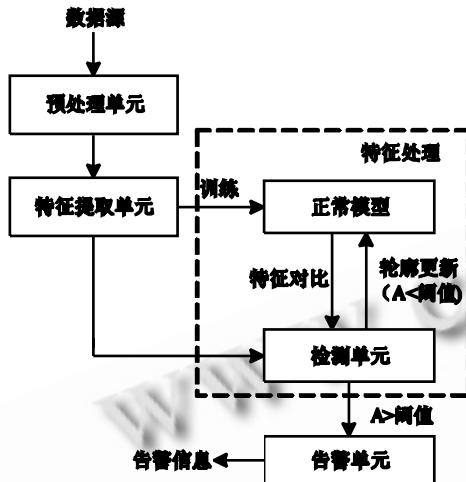 数据源
预处理单元
特征处理
特征提取单元
训练
正常模型
特征对比
轮廓更新
（A<阈值)
检测单元
A>阈值
告警信息
告警单元